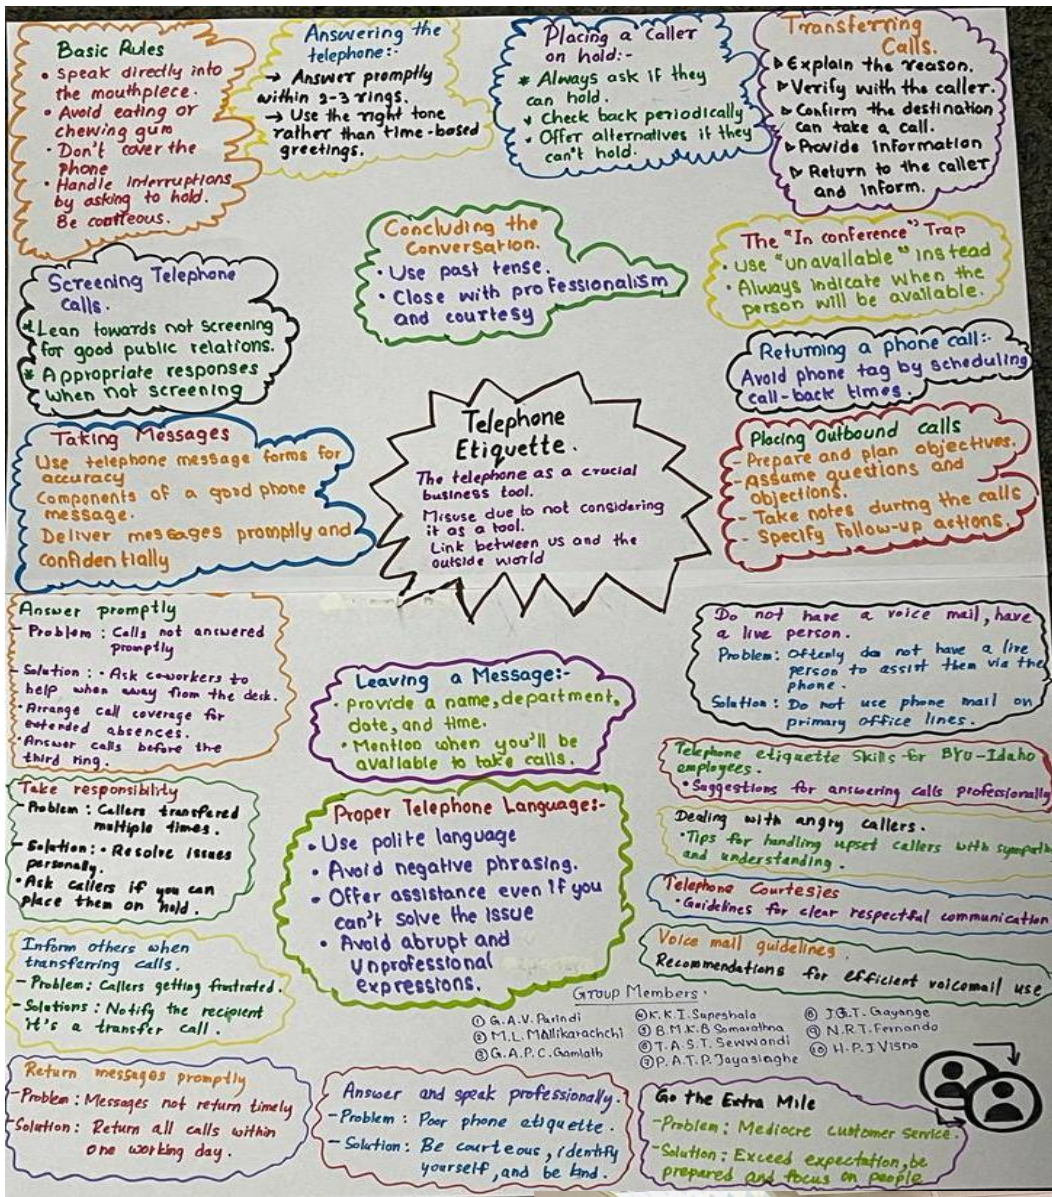 Basic Rules
• Speak directly into
the mouthpiece.
• Avoid eating or
chewing gum
• Don't cover the
phone
• Handle interruptions
by asking to hold.
Be
Answering the
telephone:-
→ Answer promptly
within 2-3 rings.
→ Use the right tone
rather than time-based
greetings.
Placing a caller
on hold:-
* Always ask if they
can hold.
✓ Check back periodically
✓ Offer alternatives if they
can't hold.
Transferring
Calls.
▷ Explain the reason.
▷ Verify with the caller.
▷ Confirm the destination
can take a call.
▷ Provide information
▷ Return to the caller
and inform.
Screening Telephone
Calls.
* Lean towards not screening
for good public relations.
* Appropriate responses
when not screening
Concluding the
Conversation.
• Use past tense.
• Close with professionalism
and courtesy
The "In conference" Trap
• Use "unavailable" instead
• Always indicate when the
person will be available.
Returning a phone call:-
Avoid phone tag by scheduling
call-back times.
Taking Messages
Use telephone message forms for
accuracy
Components of a good phone
message.
Deliver messages promptly and
confidentially
Telephone
Etiquette.
The telephone as a crucial
business tool.
Misuse due to not considering
it as a tool.
Link between us and the
outside world
Placing Outbound calls
- Prepare and plan objectives.
- Assume questions and
objections.
- Take notes during the calls
- Specify follow-up actions.
Answer promptly
- Problem : Calls not answered
promptly
- Solution : • Ask co-workers to
help when away from the desk.
• Arrange call coverage for
extended absences.
• Answer calls before the
third ring.
Leaving a Message:-
• Provide a name, department,
date, and time.
• Mention when you'll be
available to take calls.
Do not have a voice mail, have
a live person.
Problem: Oftenly do not have a live
person to assist them via the
phone.
Solution : Do not use phone mail on
primary office lines.
Telephone etiquette Skills for BYU-Idaho
employees.
• Suggestions for answering calls professionally
Take responsibility
- Problem : Callers transfered
multiple times.
- Solution : • Resolve issues
personally.
• Ask callers if you can
place them on hold.
Proper Telephone Language:-
• Use polite language
• Avoid negative phrasing.
• Offer assistance even if you
can't solve the issue
• Avoid abrupt and
unprofessional
expressions.
Dealing with angry callers.
• Tips for handling upset callers with sympath
and understanding.
Telephone Courtesies
• Guidelines for clear respectful communication
Voice mail guidelines.
Recommendations for efficient voicemail use
Inform others when
transferring calls.
- Problem: Callers getting frustrated.
- Solutions : Notify the recipient
it's a transfer call.
Group Members.
① G.A.V. Parindi
② M.L. Mallikarachchi
③ G.A.P.C. Gamlath
④ K.K.I. Supeshala
⑤ B.M.K.B Somarathna
⑥ T.A.S.T. Sewwandi
⑦ P.A.T.P. Jayasinghe
⑧ J.G.T. Gayange
⑨ N.R.T. Fernando
⑩ H.P.J Visna
Return messages promptly
- Problem : Messages not return timely
- Solution : Return all calls within
one working day.
Answer and speak professionally.
- Problem : Poor phone etiquette.
- Solution : Be courteous, identify
yourself, and be kind.
Go the Extra Mile
- Problem : Mediocre customer service.
- Solution : Exceed expectation, be
prepared and focus on people